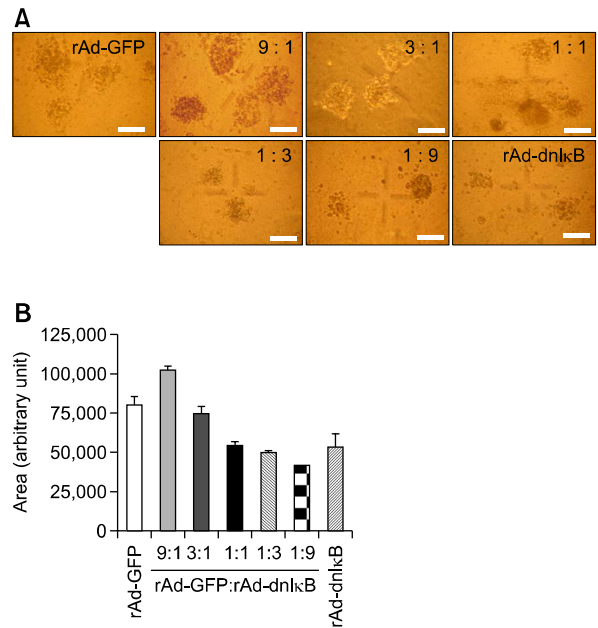 A
rAd-GFP
9 : 1
3 : 1
1 : 1
1 : 3
1 : 9
rAd-dnIκB
B
Area (arbitrary unit)
125,000
100,000
75,000
50,000
25,000
0
rAd-GFP
9:1
3:1
1:1
1:3
1:9
rAd-GFP:rAd-dnIκB
rAd-dnIκB